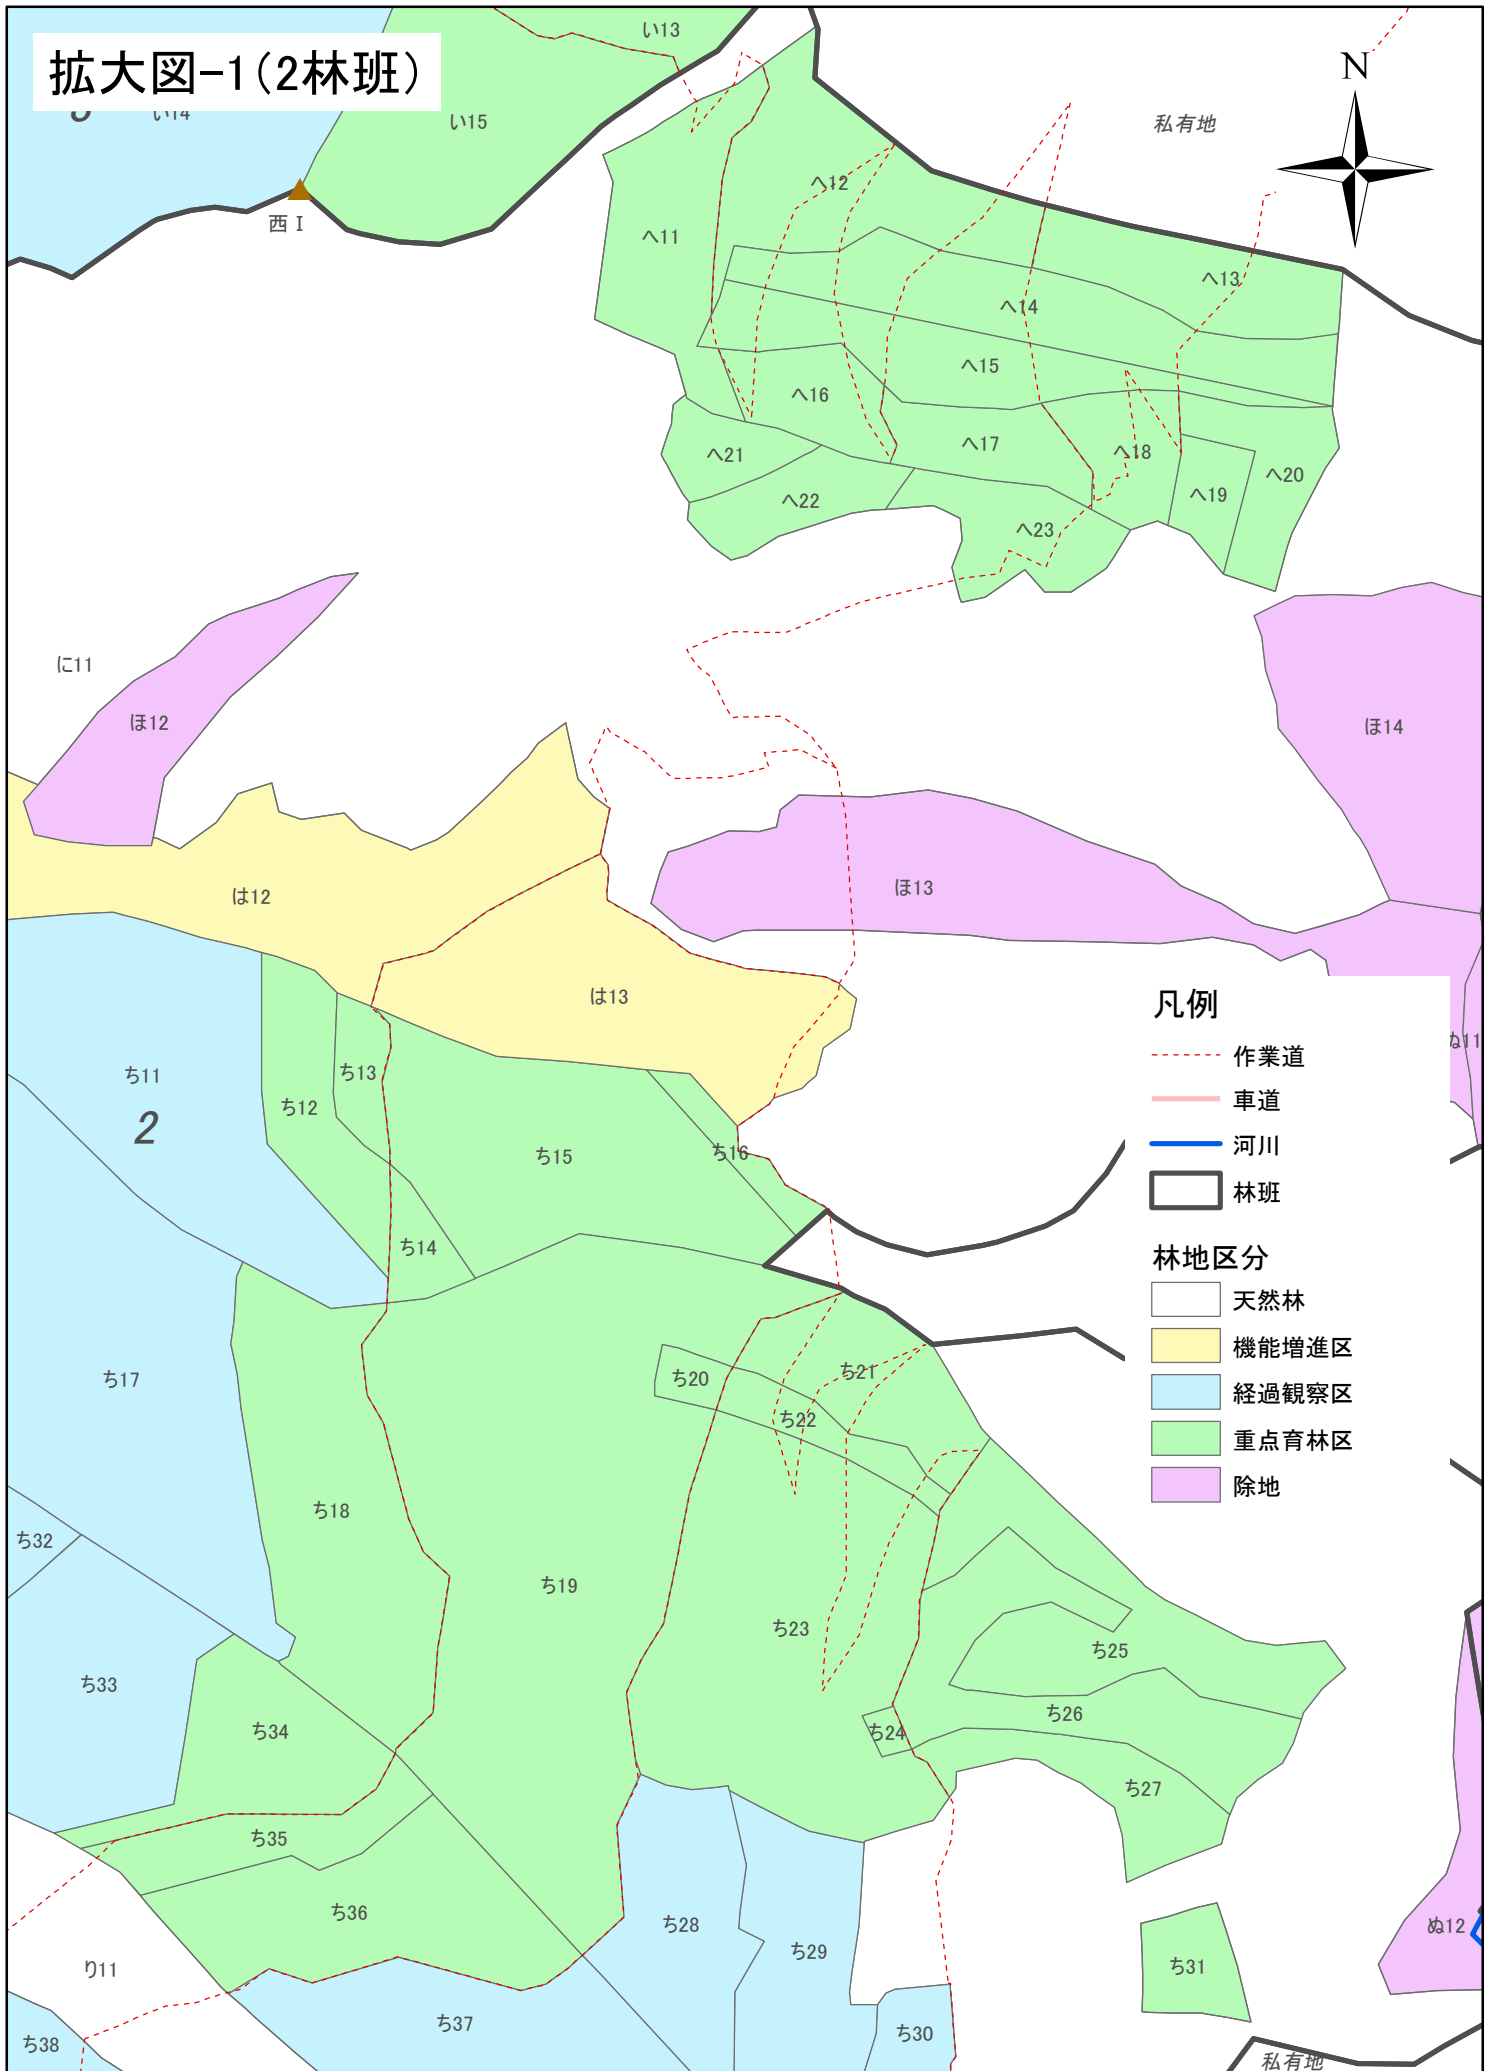 拡大図-1(2林班)
い13
い14
い15
N
私有地
西Ⅰ
へ11
へ12
へ13
へ14
へ15
へ16
へ17
へ18
へ19
へ20
へ21
へ22
へ23
に11
ほ12
ほ14
ほ13
は12
は13
ぬ11
凡例
作業道
車道
河川
林班
林地区分
天然林
機能増進区
経過観察区
重点育林区
除地
ち11
2
ち12
ち13
ち14
ち15
ち16
ち17
ち18
ち19
ち20
ち21
ち22
ち23
ち24
ち25
ち26
ち27
ち28
ち29
ち30
ち31
ち32
ち33
ち34
ち35
ち36
ち37
ち38
り11
ぬ12
私有地